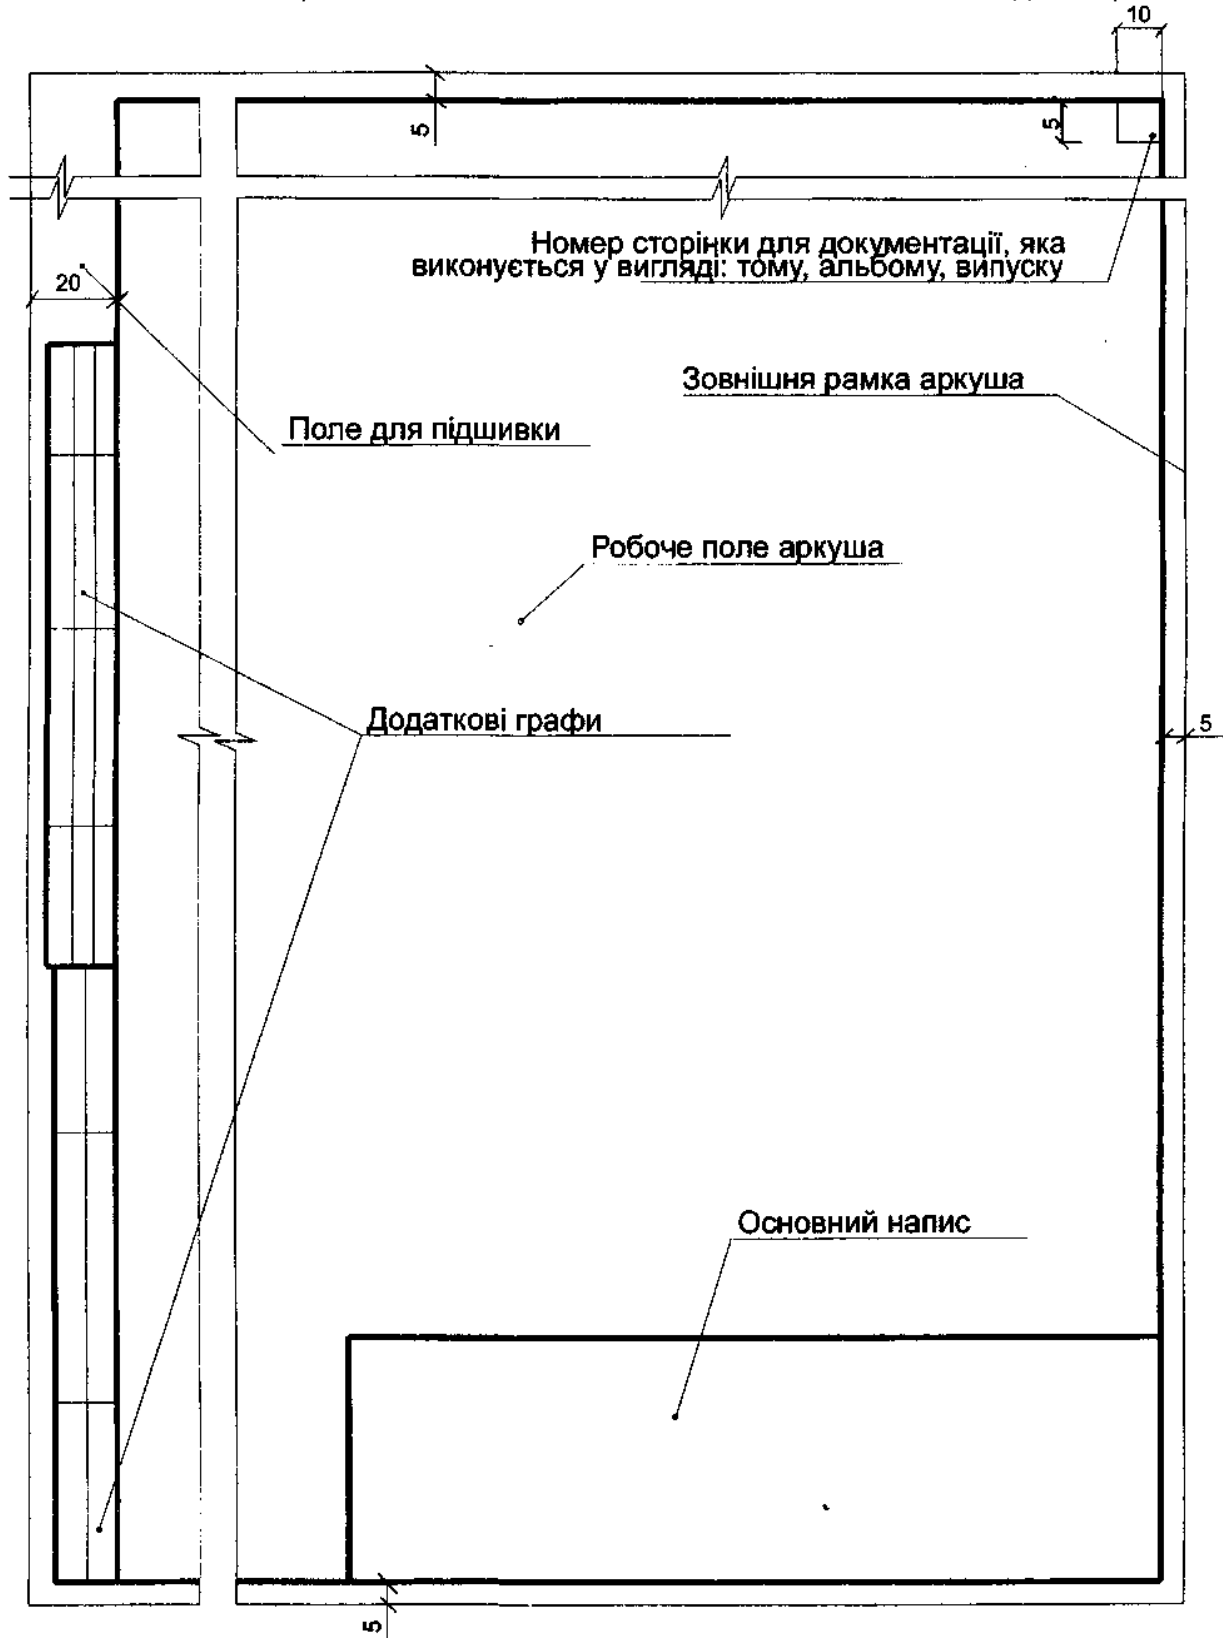 10
5
5
Номер сторінки для документації, яка
виконується у вигляді: тому, альбому, випуску
20
Зовнішня рамка аркуша
Поле для підшивки
Робоче поле аркуша
Додаткові графи
5
Основний напис
5